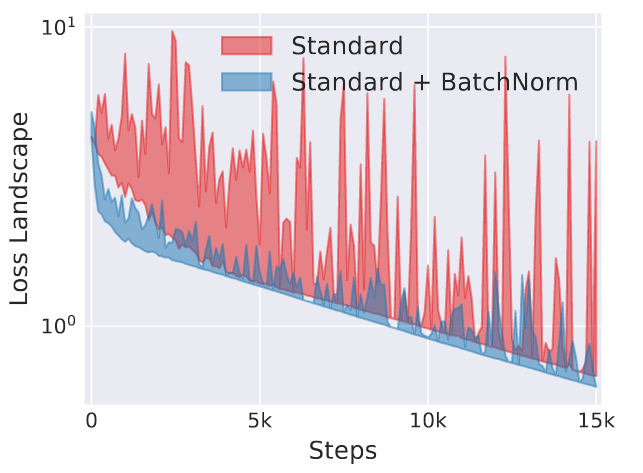 10¹
Standard
Standard + BatchNorm
Loss Landscape
10⁰
0 5k 10k 15k
Steps